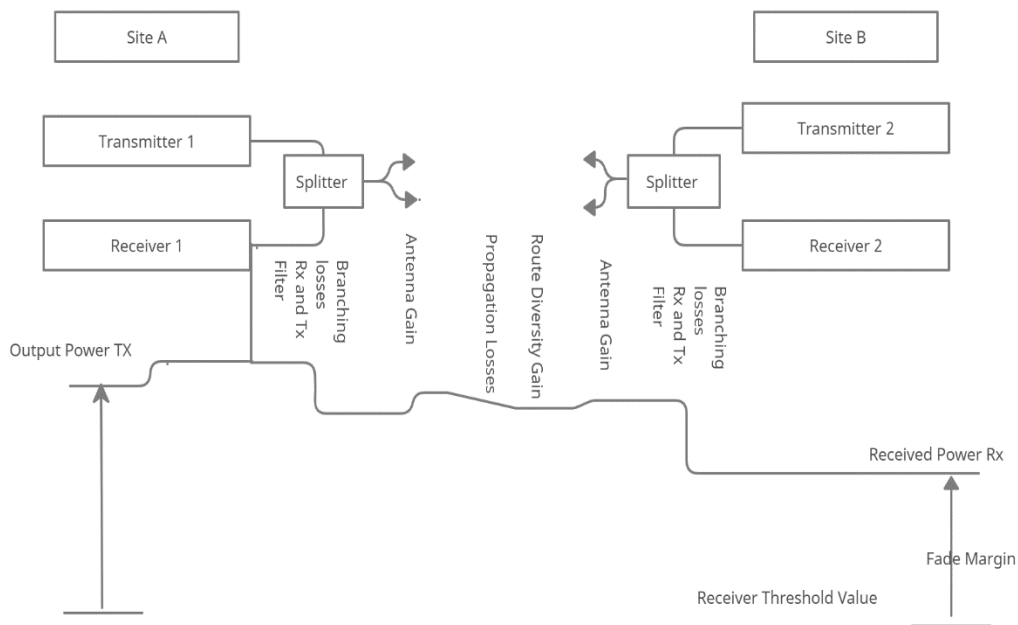 Site A
Site B
Transmitter 1
Transmitter 2
Splitter
Splitter
Receiver 1
Receiver 2
Branching
losses
Rx and Tx
Filter
Antenna Gain
Propagation Losses
Route Diversity Gain
Antenna Gain
Branching
losses
Rx and Tx
Filter
Output Power TX
Received Power Rx
Fade Margin
Receiver Threshold Value